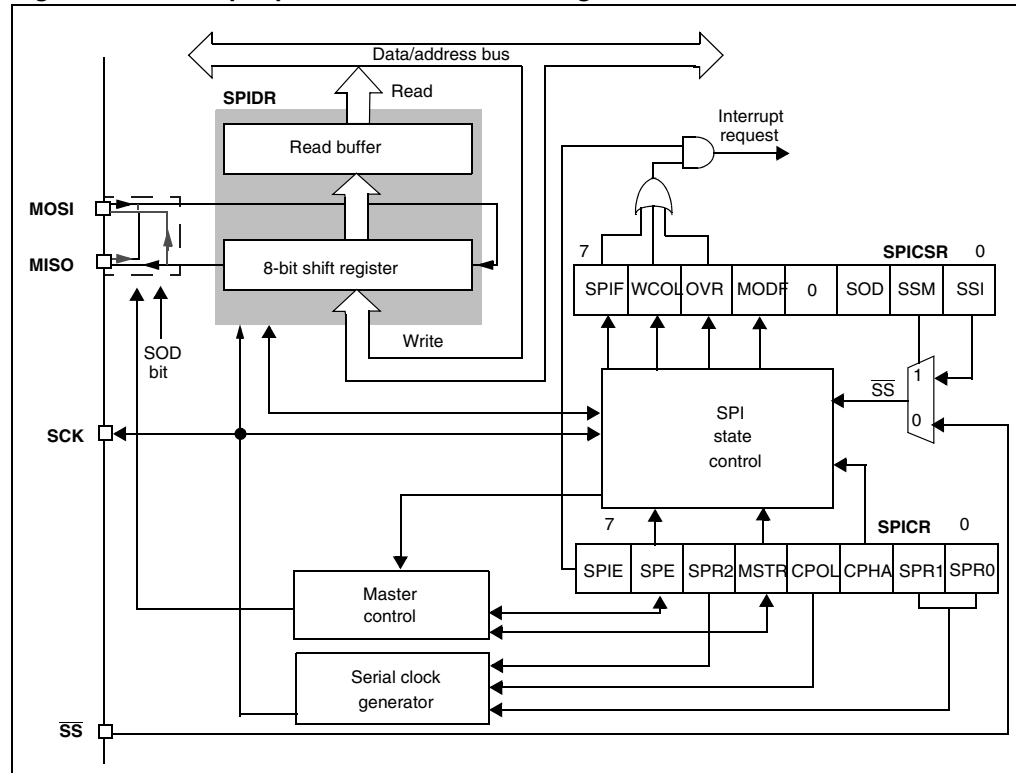 Data/address bus
Read
SPIDR
Read buffer
Interrupt
request
MOSI
MISO
8-bit shift register
7
SPICSR
0
SPIF
WCOL
OVR
MODF
0
SOD
SSM
SSI
Write
SOD
bit
1
SS
0
SPI
state
control
SCK
7
SPICR
0
SPIE
SPE
SPR2
MSTR
CPOL
CPHA
SPR1
SPR0
Master
control
Serial clock
generator
SS